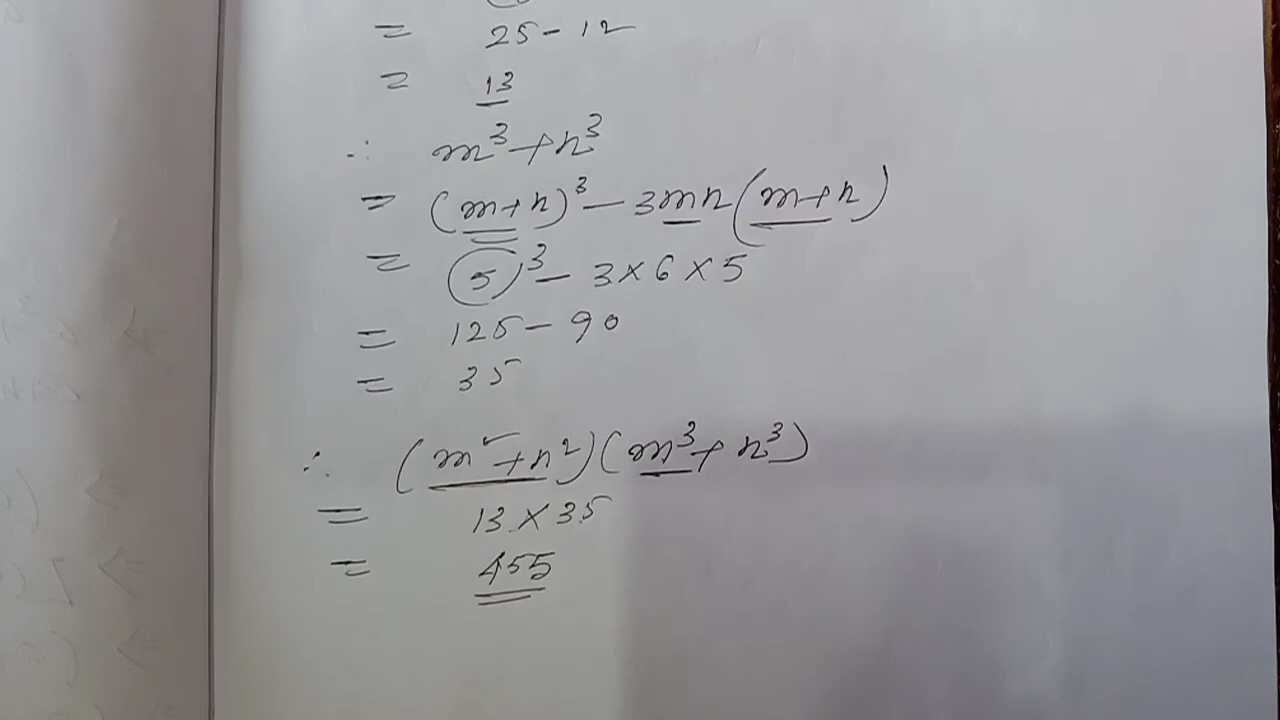 = 25 - 12
= 13
∴ m³ + n³
= (m+n)³ - 3mn(m+n)
= (5)³ - 3×6×5
= 125 - 90
= 35
∴ (m² + n²)(m³ + n³)
= 13 × 35
= 455